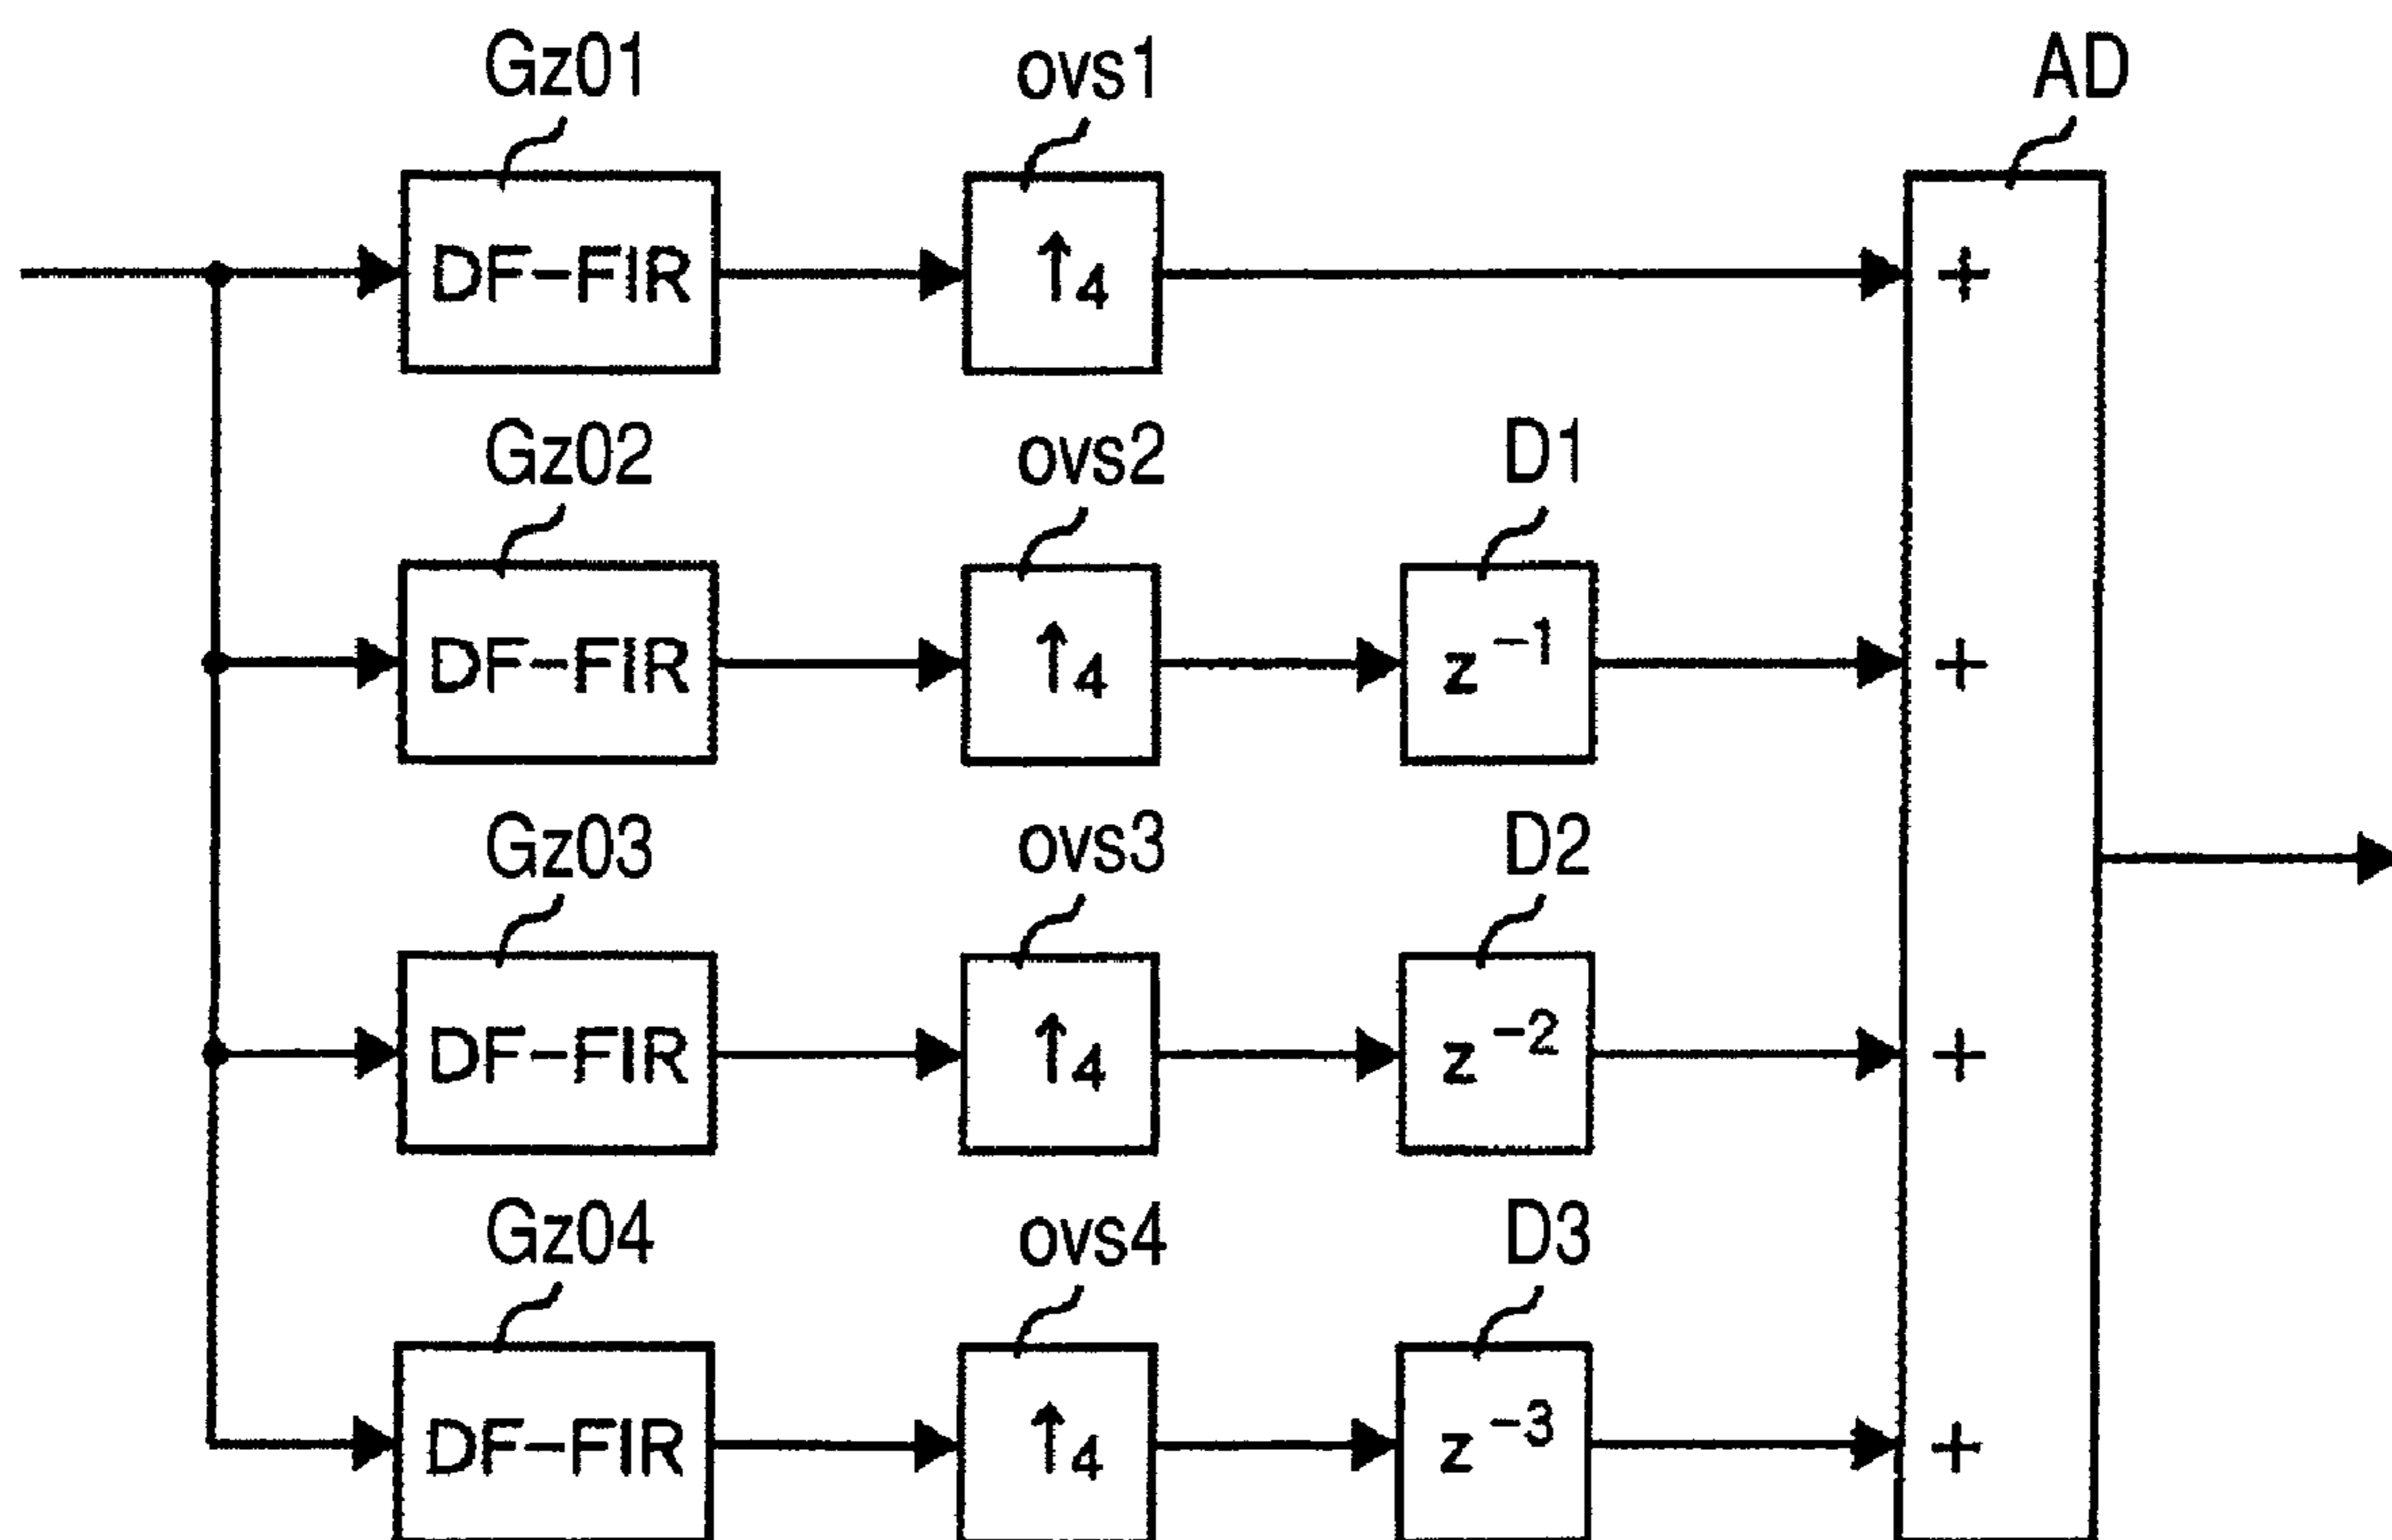 Gz01 ovs1 AD
DF-FIR ↑4 +
Gz02 ovs2 D1
DF-FIR ↑4 z⁻¹ +
Gz03 ovs3 D2
DF-FIR ↑4 z⁻² +
Gz04 ovs4 D3
DF-FIR ↑4 z⁻³ +